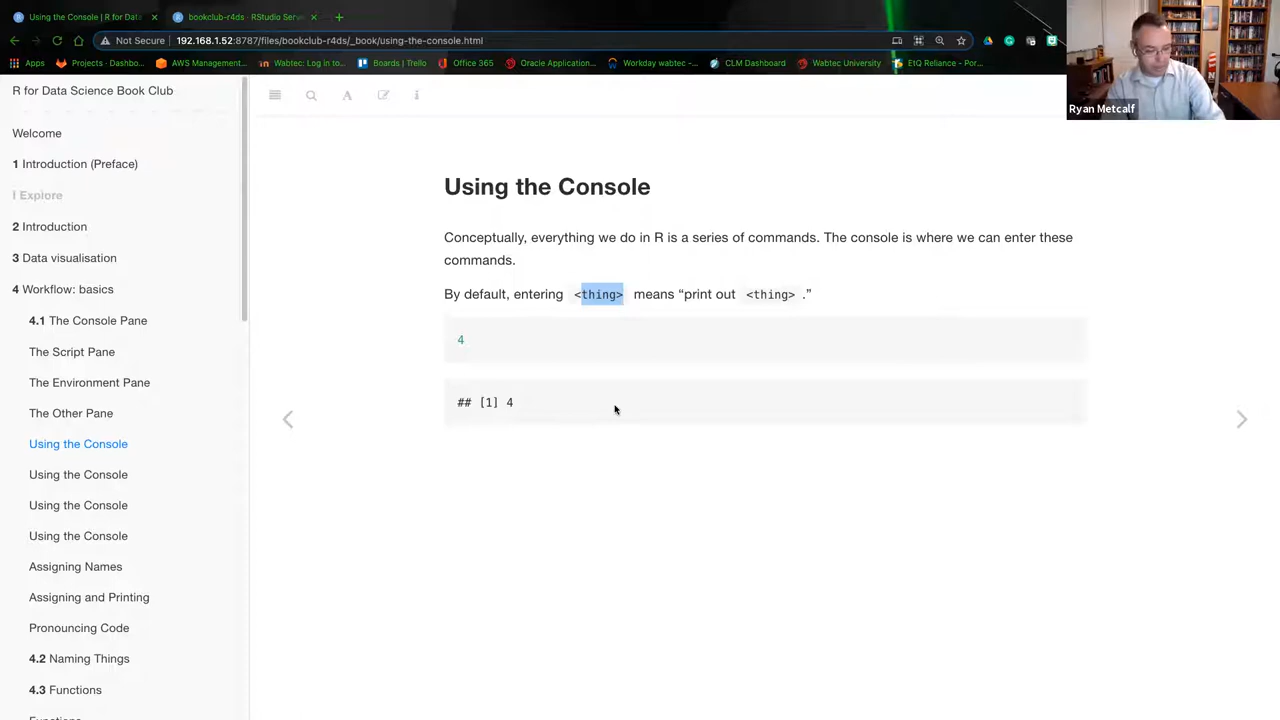 Using the Console | R for Data
bookclub-r4ds · RStudio Serv
Not Secure 192.168.1.52:8787/files/bookclub-r4ds/_book/using-the-console.html
Apps Projects · Dashbo... AWS Management... Wabtec: Log in to... Boards | Trello Office 365 Oracle Application... Workday wabtec –... CLM Dashboard Wabtec University EtQ Reliance - Por...
Ryan Metcalf
R for Data Science Book Club
Welcome
1 Introduction (Preface)
I Explore
2 Introduction
3 Data visualisation
4 Workflow: basics
4.1 The Console Pane
The Script Pane
The Environment Pane
The Other Pane
Using the Console
Using the Console
Using the Console
Using the Console
Assigning Names
Assigning and Printing
Pronouncing Code
4.2 Naming Things
4.3 Functions
Using the Console
Conceptually, everything we do in R is a series of commands. The console is where we can enter these
commands.
By default, entering <thing> means “print out <thing> .”
4
## [1] 4